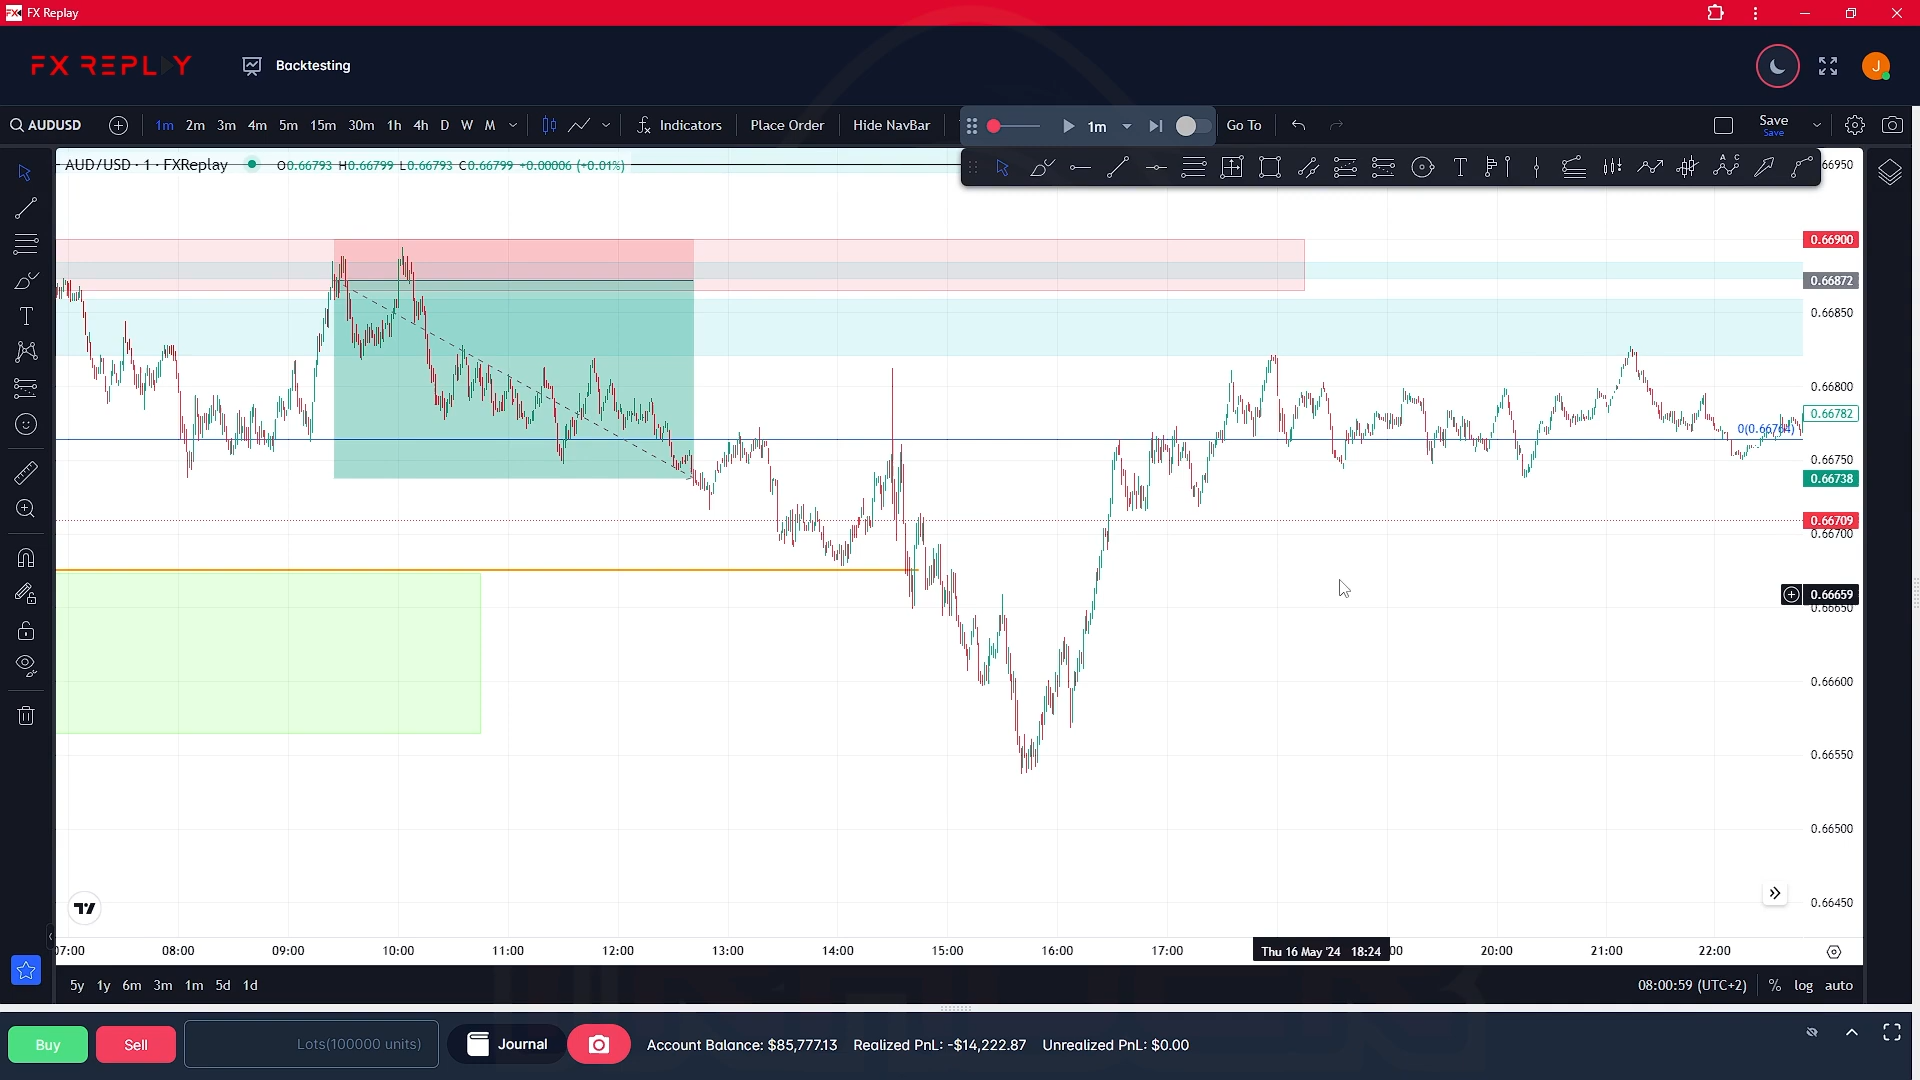 FX Replay
FX REPLAY
Backtesting
J
AUDUSD
1m 2m 3m 4m 5m 15m 30m 1h 4h D W M
Indicators
Place Order
Hide NavBar
1m
Go To
Save
Save
AUD/USD · 1 · FXReplay
O0.66793 H0.66799 L0.66793 C0.66799 +0.00006 (+0.01%)
0.66900
0.66872
0.66850
0.66800
0.66782
0(0.66764)
0.66750
0.66738
0.66709
0.66700
0.66659
0.66650
0.66600
0.66550
0.66500
0.66450
07:00 08:00 09:00 10:00 11:00 12:00 13:00 14:00 15:00 16:00 17:00 Thu 16 May '24 18:24 20:00 21:00 22:00
5y 1y 6m 3m 1m 5d 1d
08:00:59 (UTC+2) % log auto
Buy
Sell
Lots(100000 units)
Journal
Account Balance: $85,777.13 Realized PnL: -$14,222.87 Unrealized PnL: $0.00